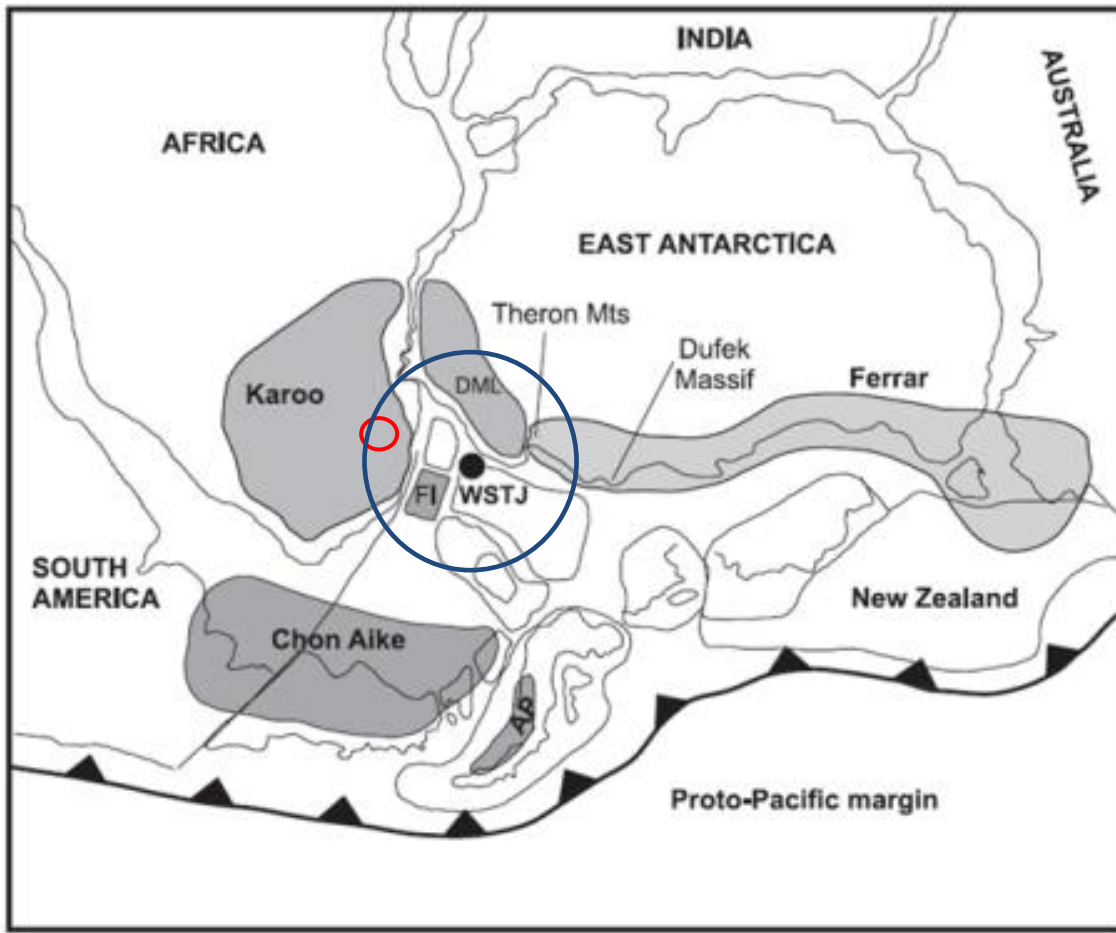 INDIA
AUSTRALIA
AFRICA
EAST ANTARCTICA
Theron Mts
Dufek
Massif
Ferrar
Karoo
DML
FI
WSTJ
SOUTH
AMERICA
New Zealand
Chon Aike
AP
Proto-Pacific margin